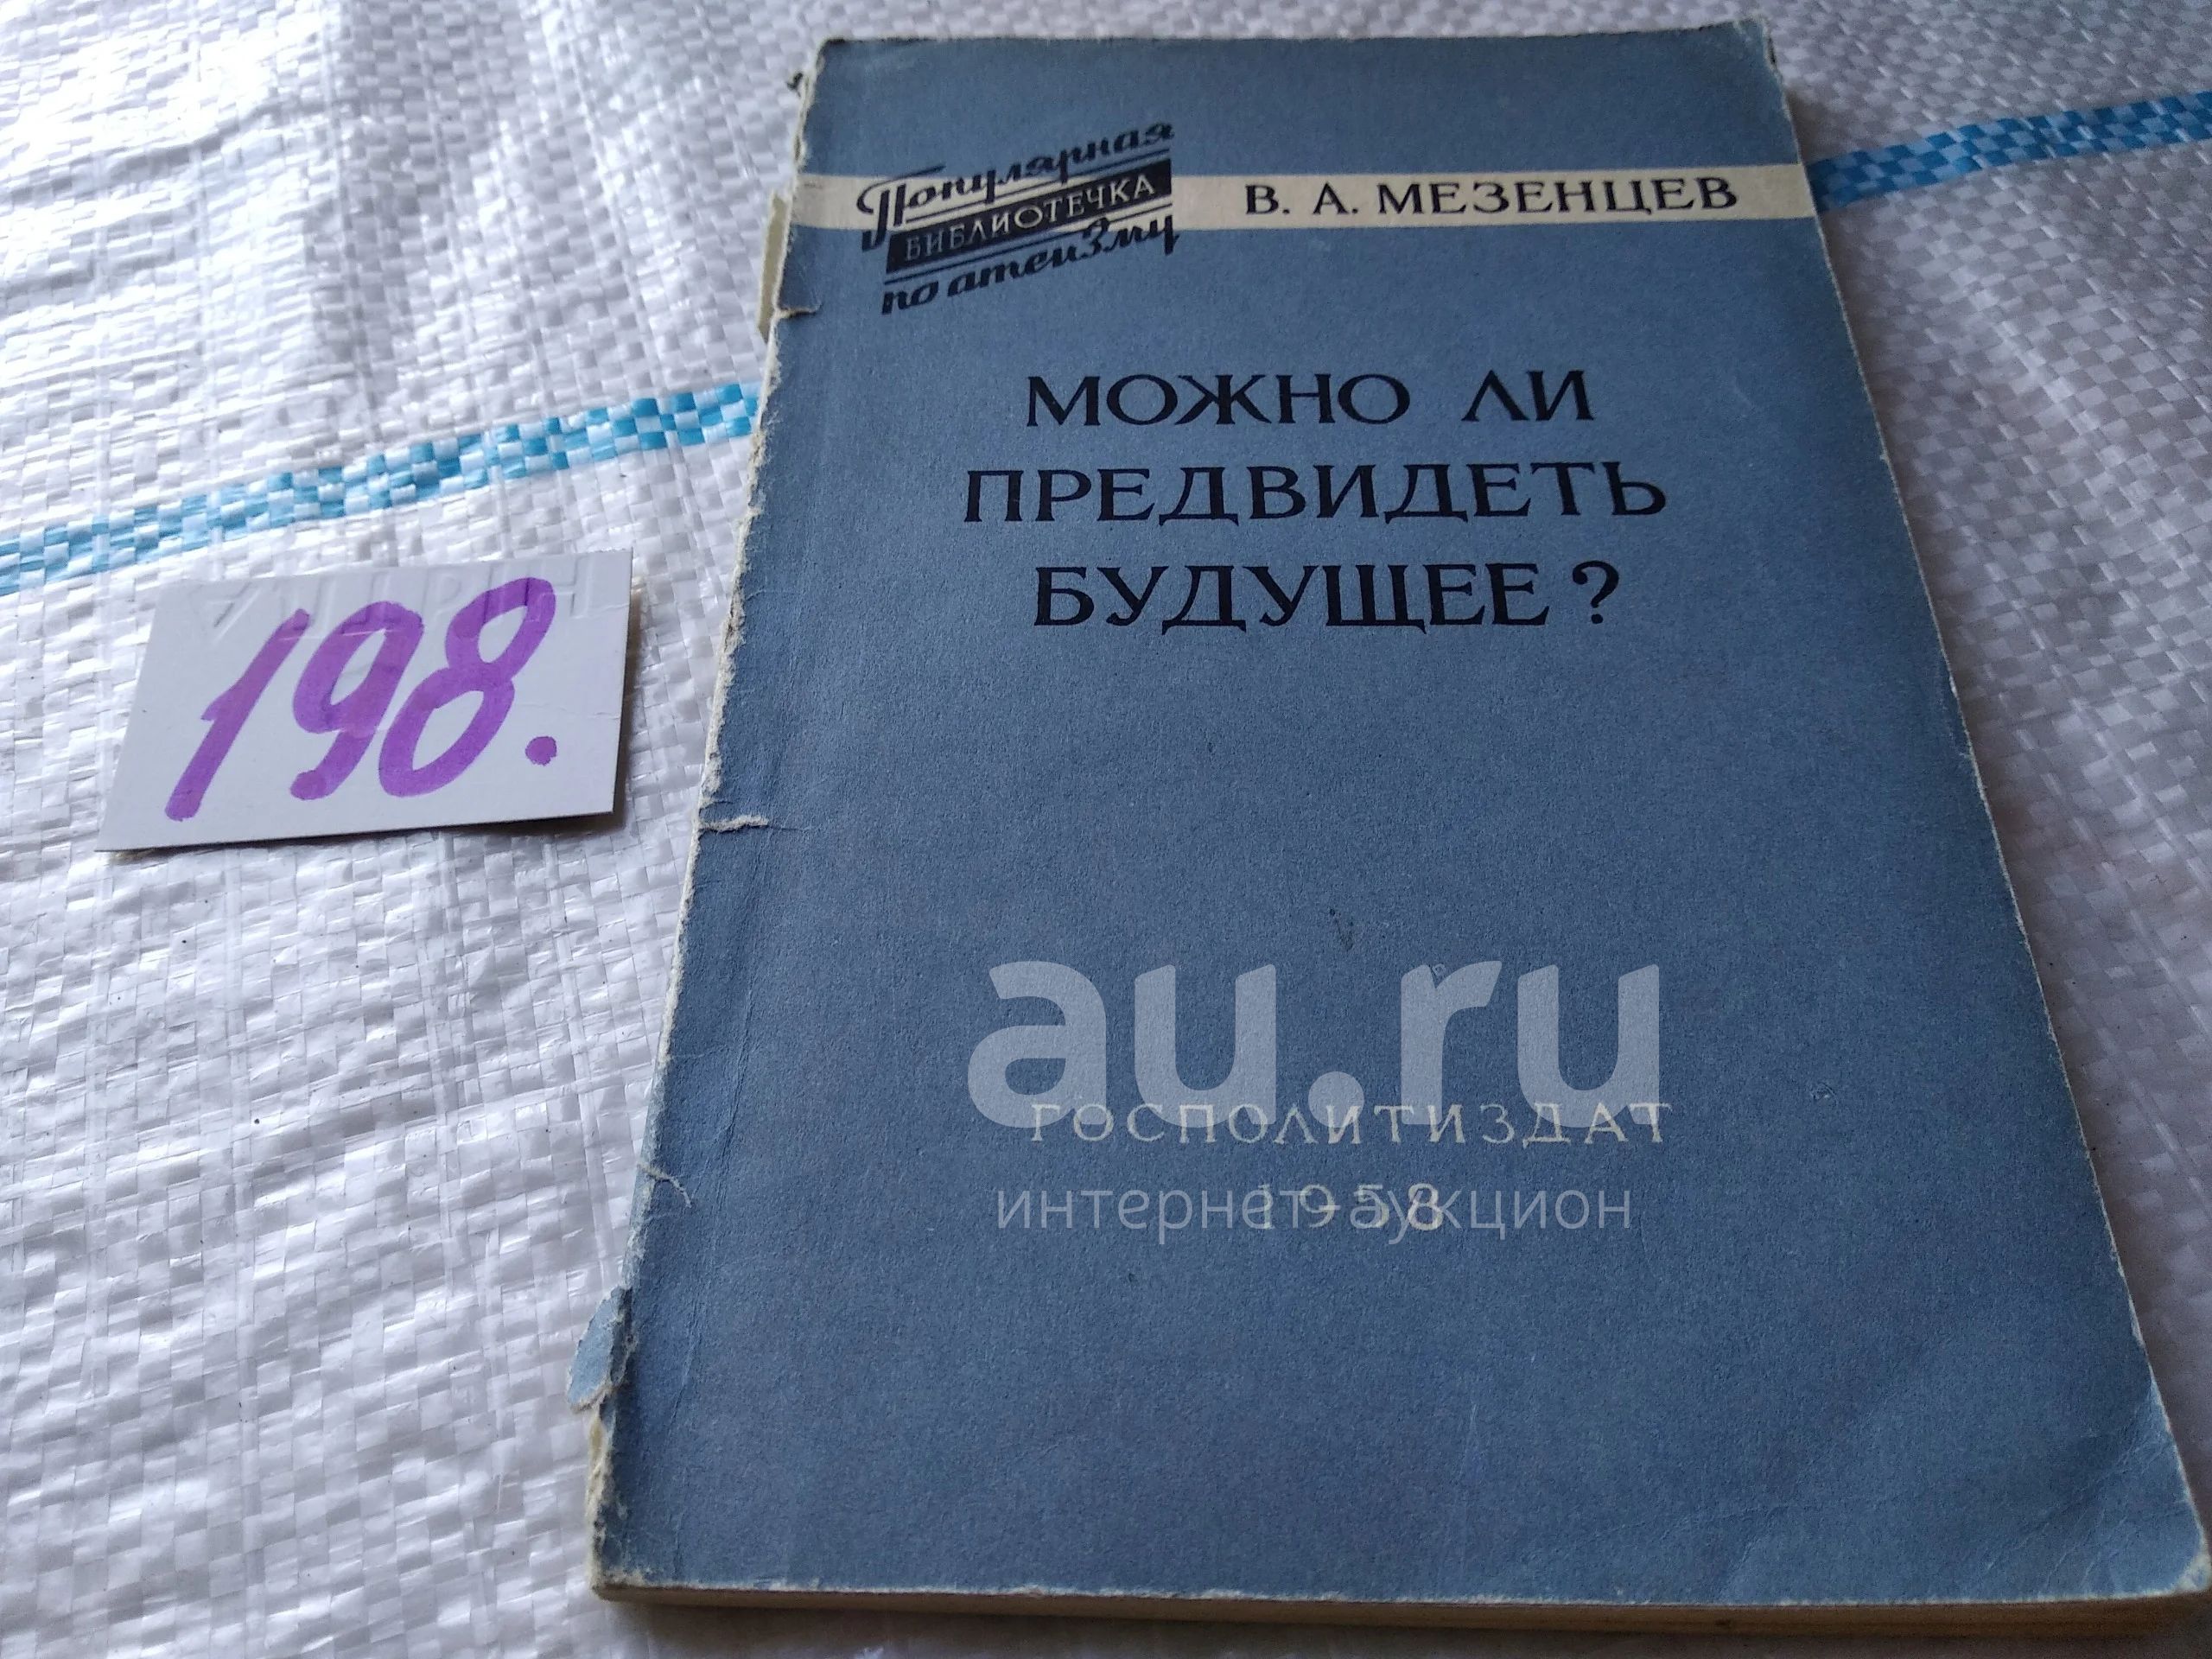 Популярная
БИБЛИОТЕЧКА
по атеизму
В. А. МЕЗЕНЦЕВ
МОЖНО ЛИ
ПРЕДВИДЕТЬ
БУДУЩЕЕ?
198.
au.ru
ГОСПОЛИТИЗДАТ
интернет-аукцион
1958